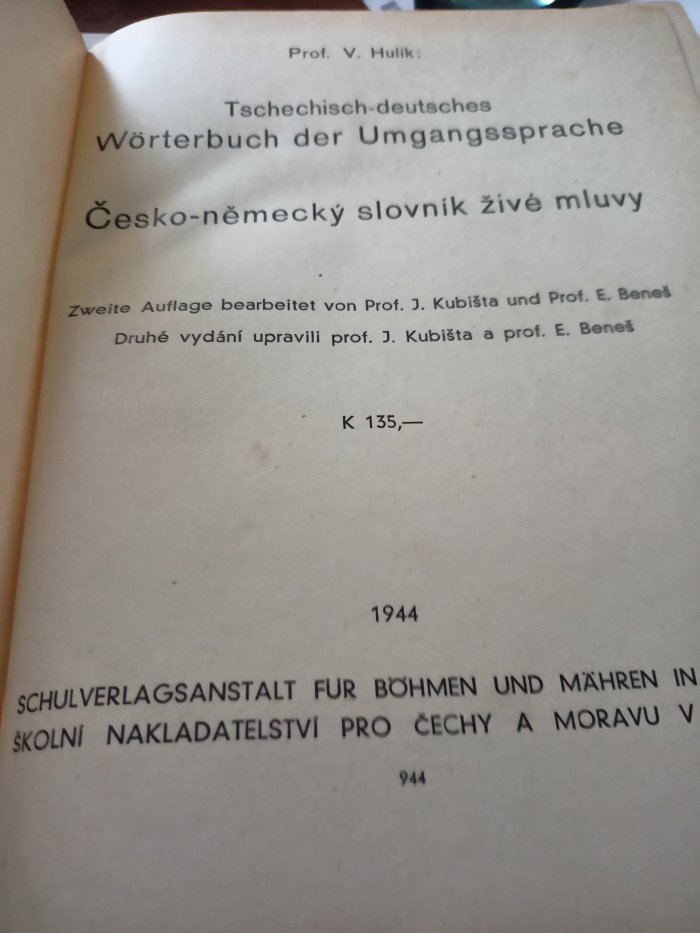 Prof. V. Hulík:
Tschechisch-deutsches
Wörterbuch der Umgangssprache
Česko-německý slovník živé mluvy
Zweite Auflage bearbeitet von Prof. J. Kubišta und Prof. E. Beneš
Druhé vydání upravili prof. J. Kubišta a prof. E. Beneš
K 135,—
1944
SCHULVERLAGSANSTALT FÜR BÖHMEN UND MÄHREN IN
ŠKOLNÍ NAKLADATELSTVÍ PRO ČECHY A MORAVU V
944